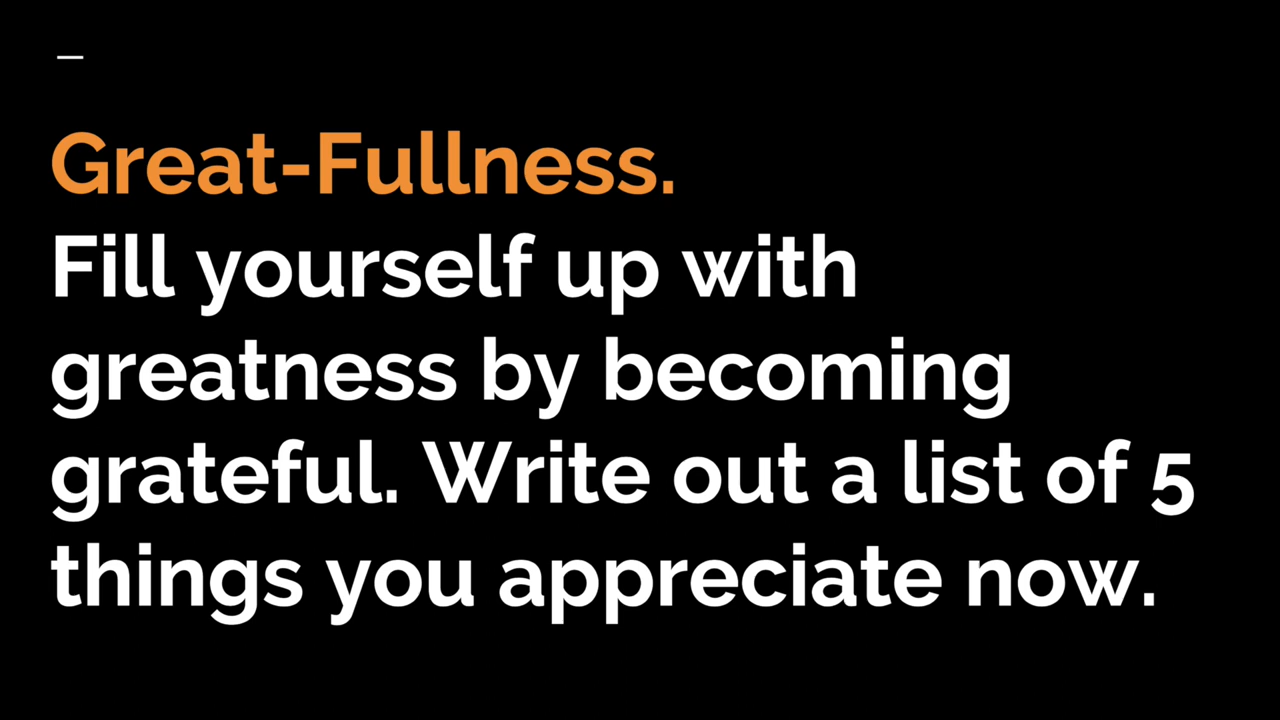 Great-Fullness.
Fill yourself up with
greatness by becoming
grateful. Write out a list of 5
things you appreciate now.